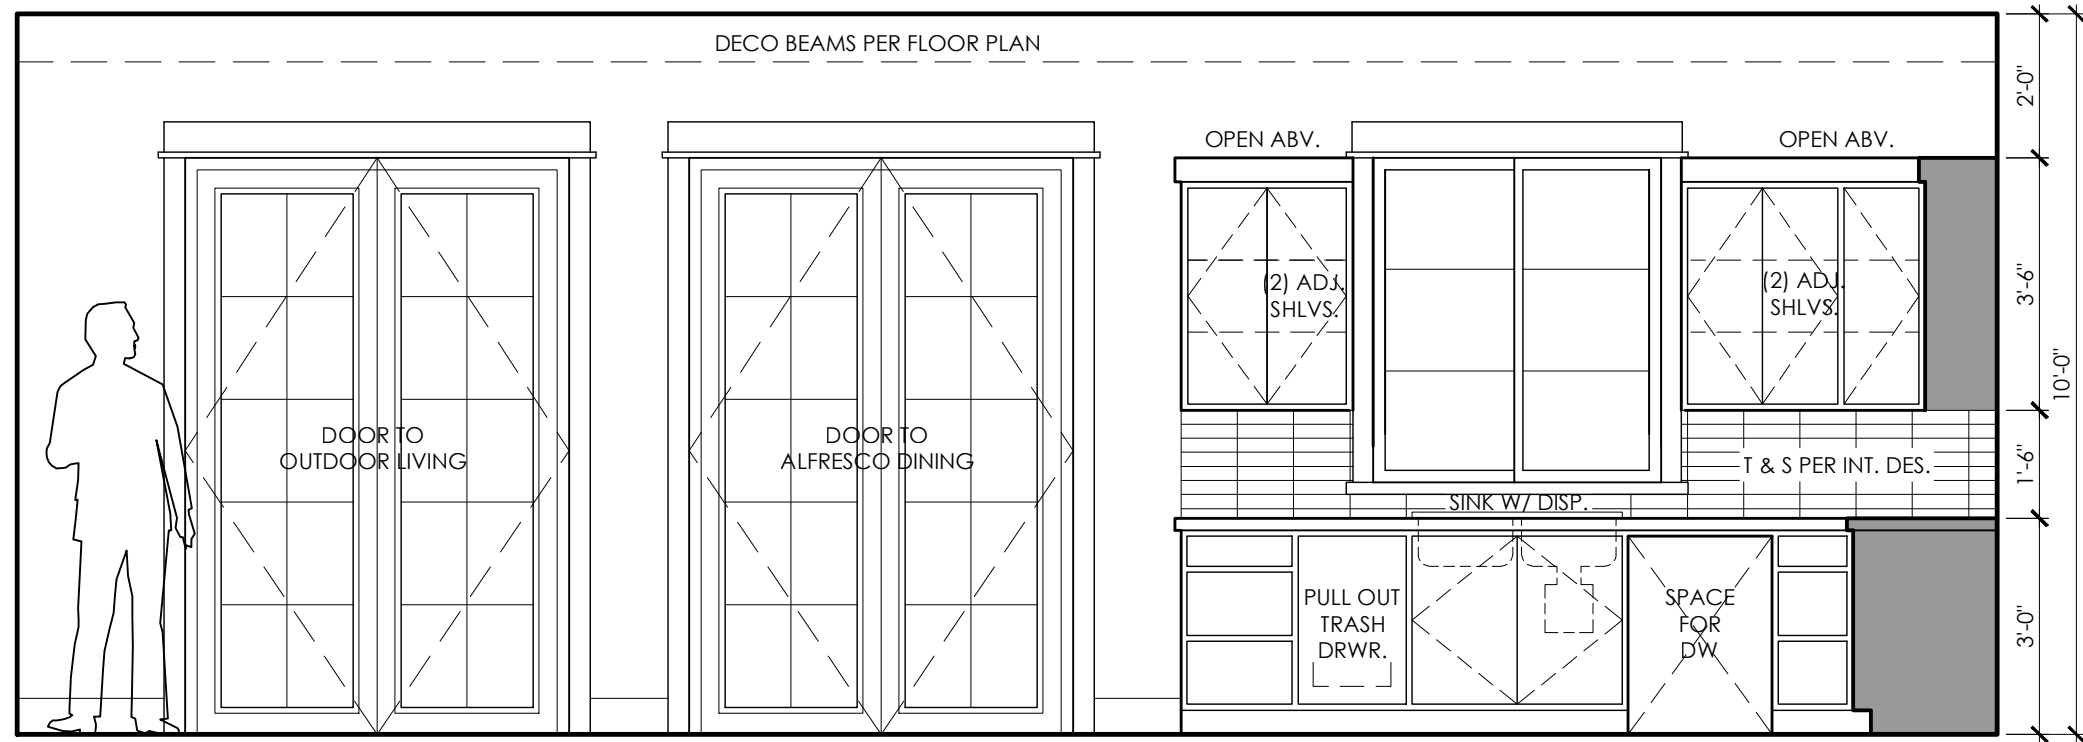 DECO BEAMS PER FLOOR PLAN
OPEN ABV.
OPEN ABV.
2'-0"
(2) ADJ.
SHLVS.
(2) ADJ.
SHLVS.
3'-6"
10'-0"
DOOR TO
OUTDOOR LIVING
DOOR TO
ALFRESCO DINING
T & S PER INT. DES.
1'-6"
SINK W/ DISP.
PULL OUT
TRASH
DRWR.
SPACE
FOR
DW
3'-0"